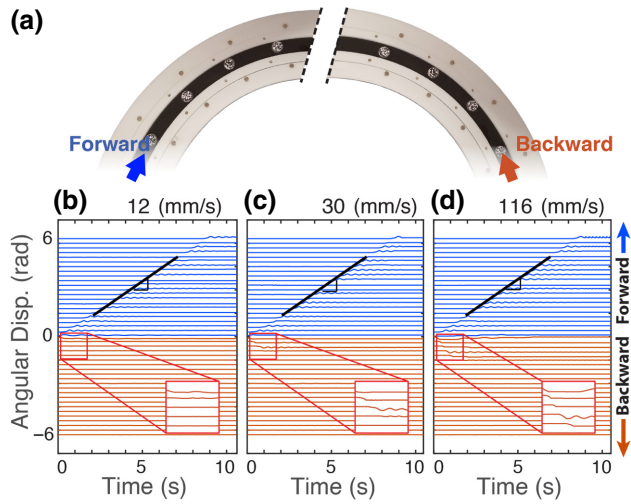 (a)
Forward
Backward
(b) 12 (mm/s)
(c) 30 (mm/s)
(d) 116 (mm/s)
Angular Disp. (rad)
6
0
−6
0 5 10
0 5 10
0 5 10
Time (s)
Time (s)
Time (s)
Forward
Backward